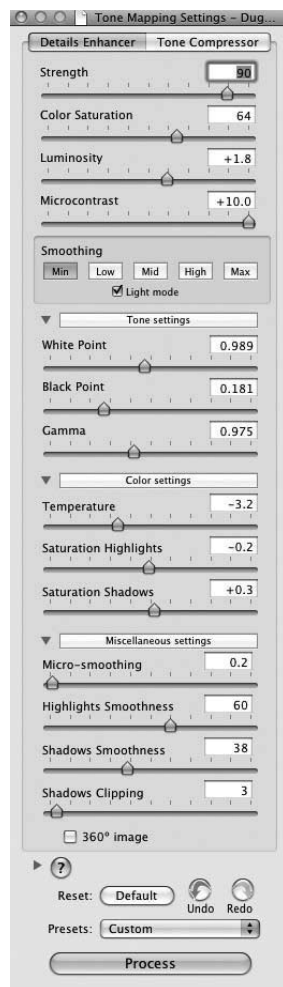 Tone Mapping Settings – Dug...
Details Enhancer Tone Compressor
Strength 90
Color Saturation 64
Luminosity +1.8
Microcontrast +10.0
Smoothing
Min Low Mid High Max
Light mode
Tone settings
White Point 0.989
Black Point 0.181
Gamma 0.975
Color settings
Temperature −3.2
Saturation Highlights −0.2
Saturation Shadows +0.3
Miscellaneous settings
Micro-smoothing 0.2
Highlights Smoothness 60
Shadows Smoothness 38
Shadows Clipping 3
360° image
?
Reset: Default Undo Redo
Presets: Custom
Process